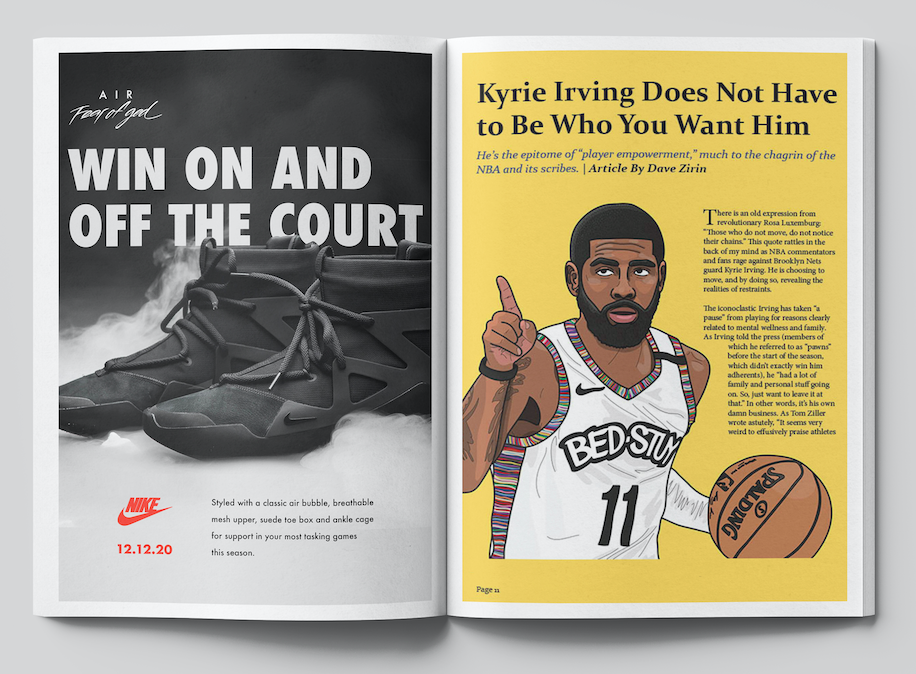 AIR
Fear of god
WIN ON AND
OFF THE COURT
NIKE
12.12.20
Styled with a classic air bubble, breathable
mesh upper, suede toe box and ankle cage
for support in your most tasking games
this season.
Kyrie Irving Does Not Have
to Be Who You Want Him
He's the epitome of “player empowerment,” much to the chagrin of the
NBA and its scribes. | Article By Dave Zirin
There is an old expression from
revolutionary Rosa Luxemburg:
“Those who do not move, do not notice
their chains.” This quote rattles in the
back of my mind as NBA commentators
and fans rage against Brooklyn Nets
guard Kyrie Irving. He is choosing to
move, and by doing so, revealing the
realities of restraints.
The iconoclastic Irving has taken “a
pause” from playing for reasons clearly
related to mental wellness and family.
As Irving told the press (members of
which he referred to as “pawns”
before the start of the season,
which didn't exactly win him
adherents), he “had a lot of
family and personal stuff going
on. So, just want to leave it at
that.” In other words, it's his own
damn business. As Tom Ziller
wrote astutely, “It seems very
weird to effusively praise athletes
BED-STUY
11
SPALDING
Page 11